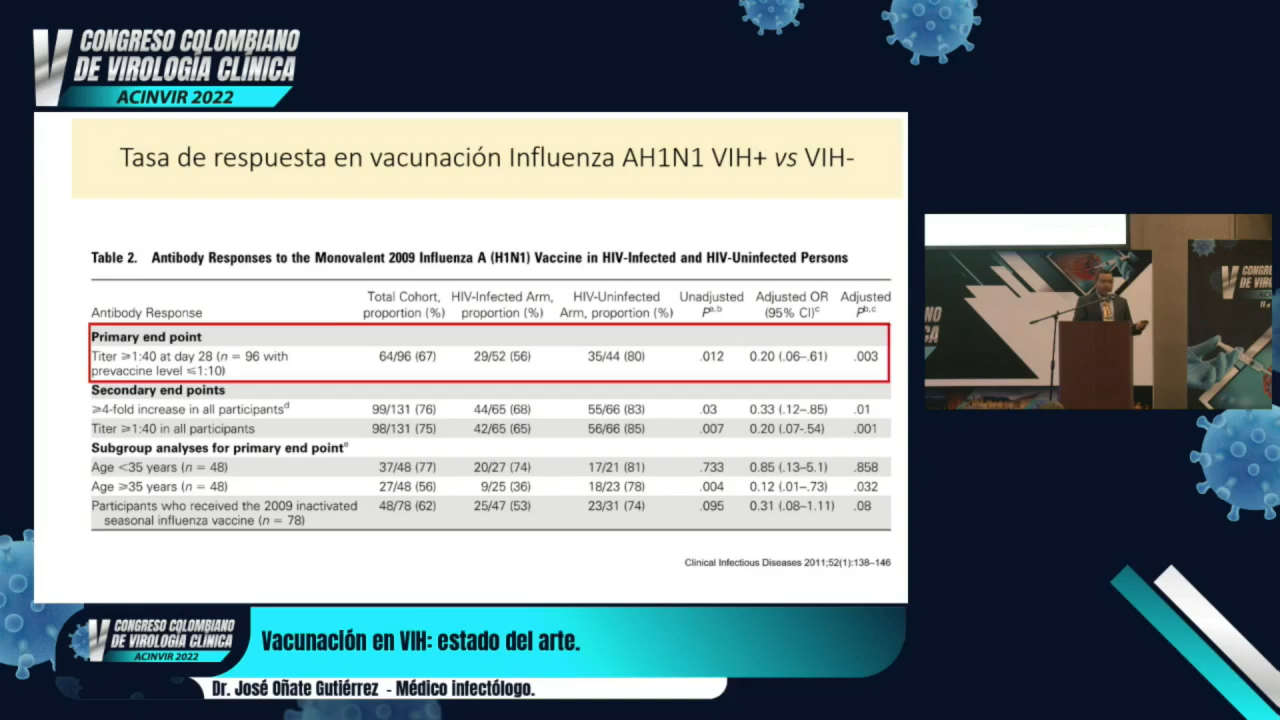 V CONGRESO COLOMBIANO
DE VIROLOGÍA CLÍNICA
ACINVIR 2022
Tasa de respuesta en vacunación Influenza AH1N1 VIH+ vs VIH-
Table 2. Antibody Responses to the Monovalent 2009 Influenza A (H1N1) Vaccine in HIV-Infected and HIV-Uninfected Persons
Antibody Response Total Cohort, proportion (%) HIV-Infected Arm, proportion (%) HIV-Uninfected Arm, proportion (%) Unadjusted Pa,b Adjusted OR (95% CI)c Adjusted Pb,c
Primary end point
Titer ≥1:40 at day 28 (n = 96 with prevaccine level ≤1:10) 64/96 (67) 29/52 (56) 35/44 (80) .012 0.20 (.06–.61) .003
Secondary end points
≥4-fold increase in all participantsd 99/131 (76) 44/65 (68) 55/66 (83) .03 0.33 (.12–.85) .01
Titer ≥1:40 in all participants 98/131 (75) 42/65 (65) 56/66 (85) .007 0.20 (.07-.54) .001
Subgroup analyses for primary end pointe
Age <35 years (n = 48) 37/48 (77) 20/27 (74) 17/21 (81) .733 0.85 (.13–5.1) .858
Age ≥35 years (n = 48) 27/48 (56) 9/25 (36) 18/23 (78) .004 0.12 (.01–.73) .032
Participants who received the 2009 inactivated seasonal influenza vaccine (n = 78) 48/78 (62) 25/47 (53) 23/31 (74) .095 0.31 (.08–1.11) .08
Clinical Infectious Diseases 2011;52(1):138–146
V CONGRESO COLOMBIANO
DE VIROLOGÍA CLÍNICA
ACINVIR 2022
Vacunación en VIH: estado del arte.
Dr. José Oñate Gutiérrez - Médico infectólogo.